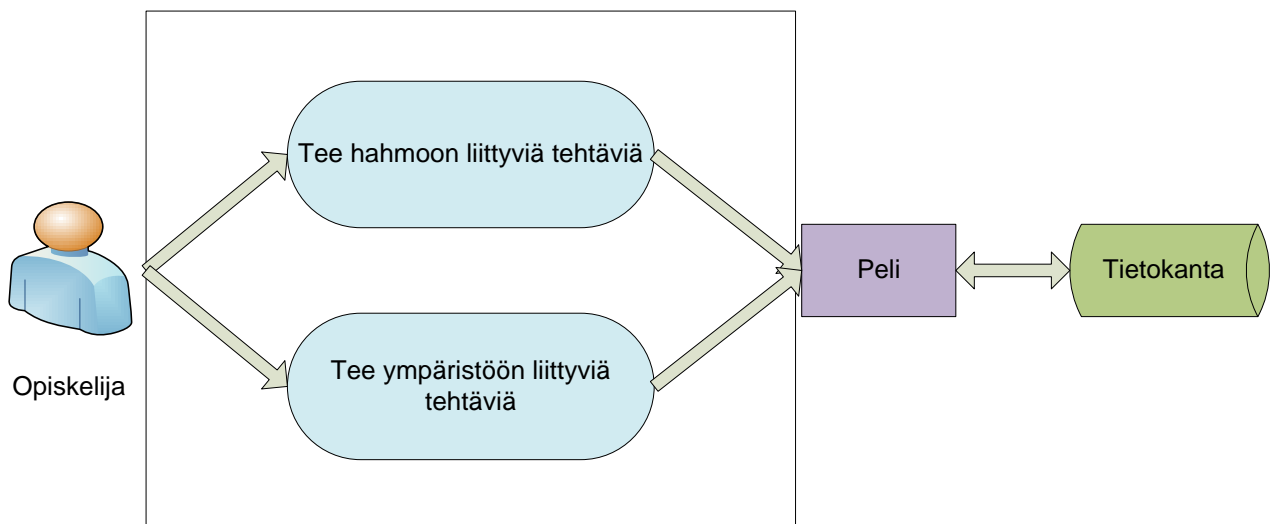 Tee hahmoon liittyviä tehtäviä
Opiskelija
Tee ympäristöön liittyviä
tehtäviä
Peli
Tietokanta